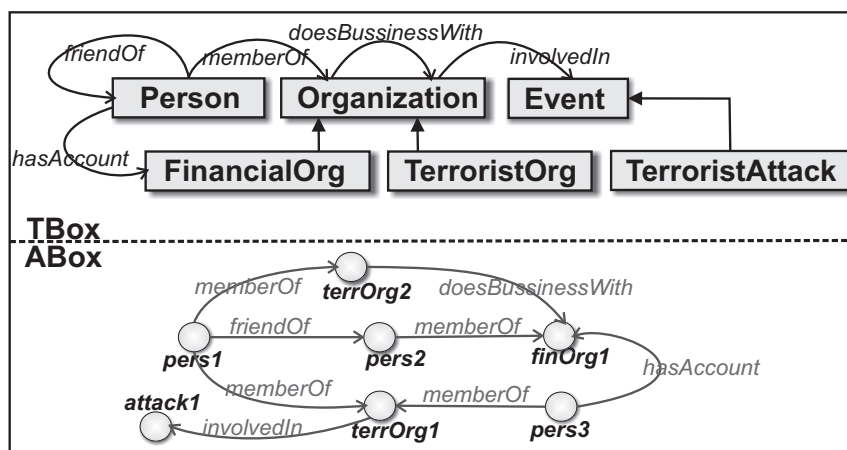 doesBussinessWith
friendOf memberOf involvedIn
Person Organization Event
hasAccount
FinancialOrg TerroristOrg TerroristAttack
TBox
ABox
memberOf terrOrg2 doesBussinessWith
friendOf memberOf
pers1 pers2 finOrg1
hasAccount
memberOf memberOf
attack1
involvedIn terrOrg1 pers3